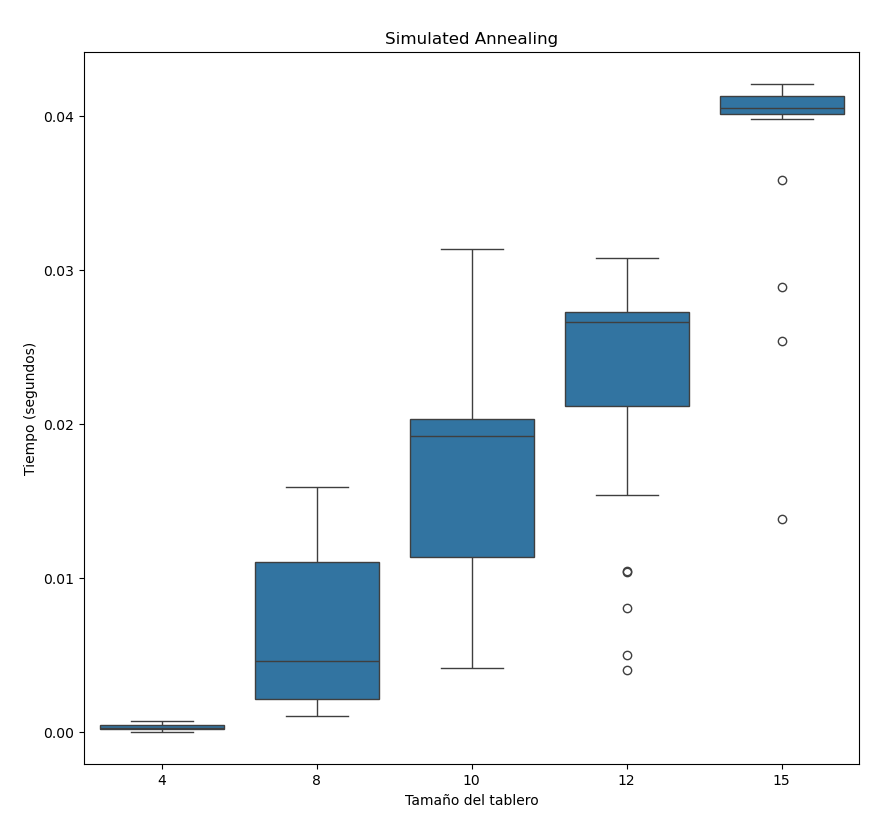 Simulated Annealing
Tiempo (segundos)
0.04
0.03
0.02
0.01
0.00
4 8 10 12 15
Tamaño del tablero